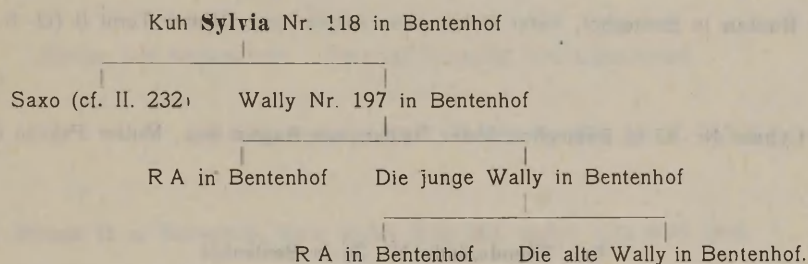 Kuh Sylvia Nr. 118 in Bentenhof
Saxo (cf. II. 232) Wally Nr. 197 in Bentenhof
R A in Bentenhof Die junge Wally in Bentenhof
R A in Bentenhof Die alte Wally in Bentenhof.